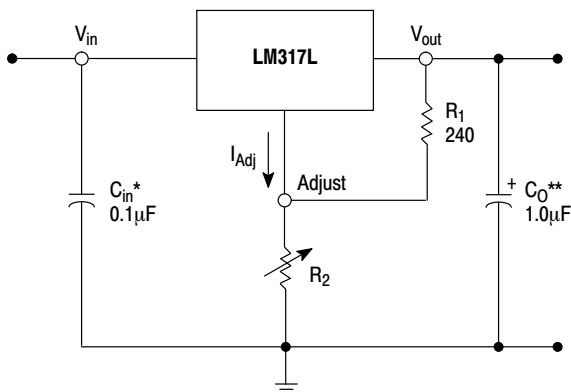 V_in
LM317L
V_out
R_1
240
I_Adj
Adjust
C_in*
0.1μF
+
C_O**
1.0μF
R_2